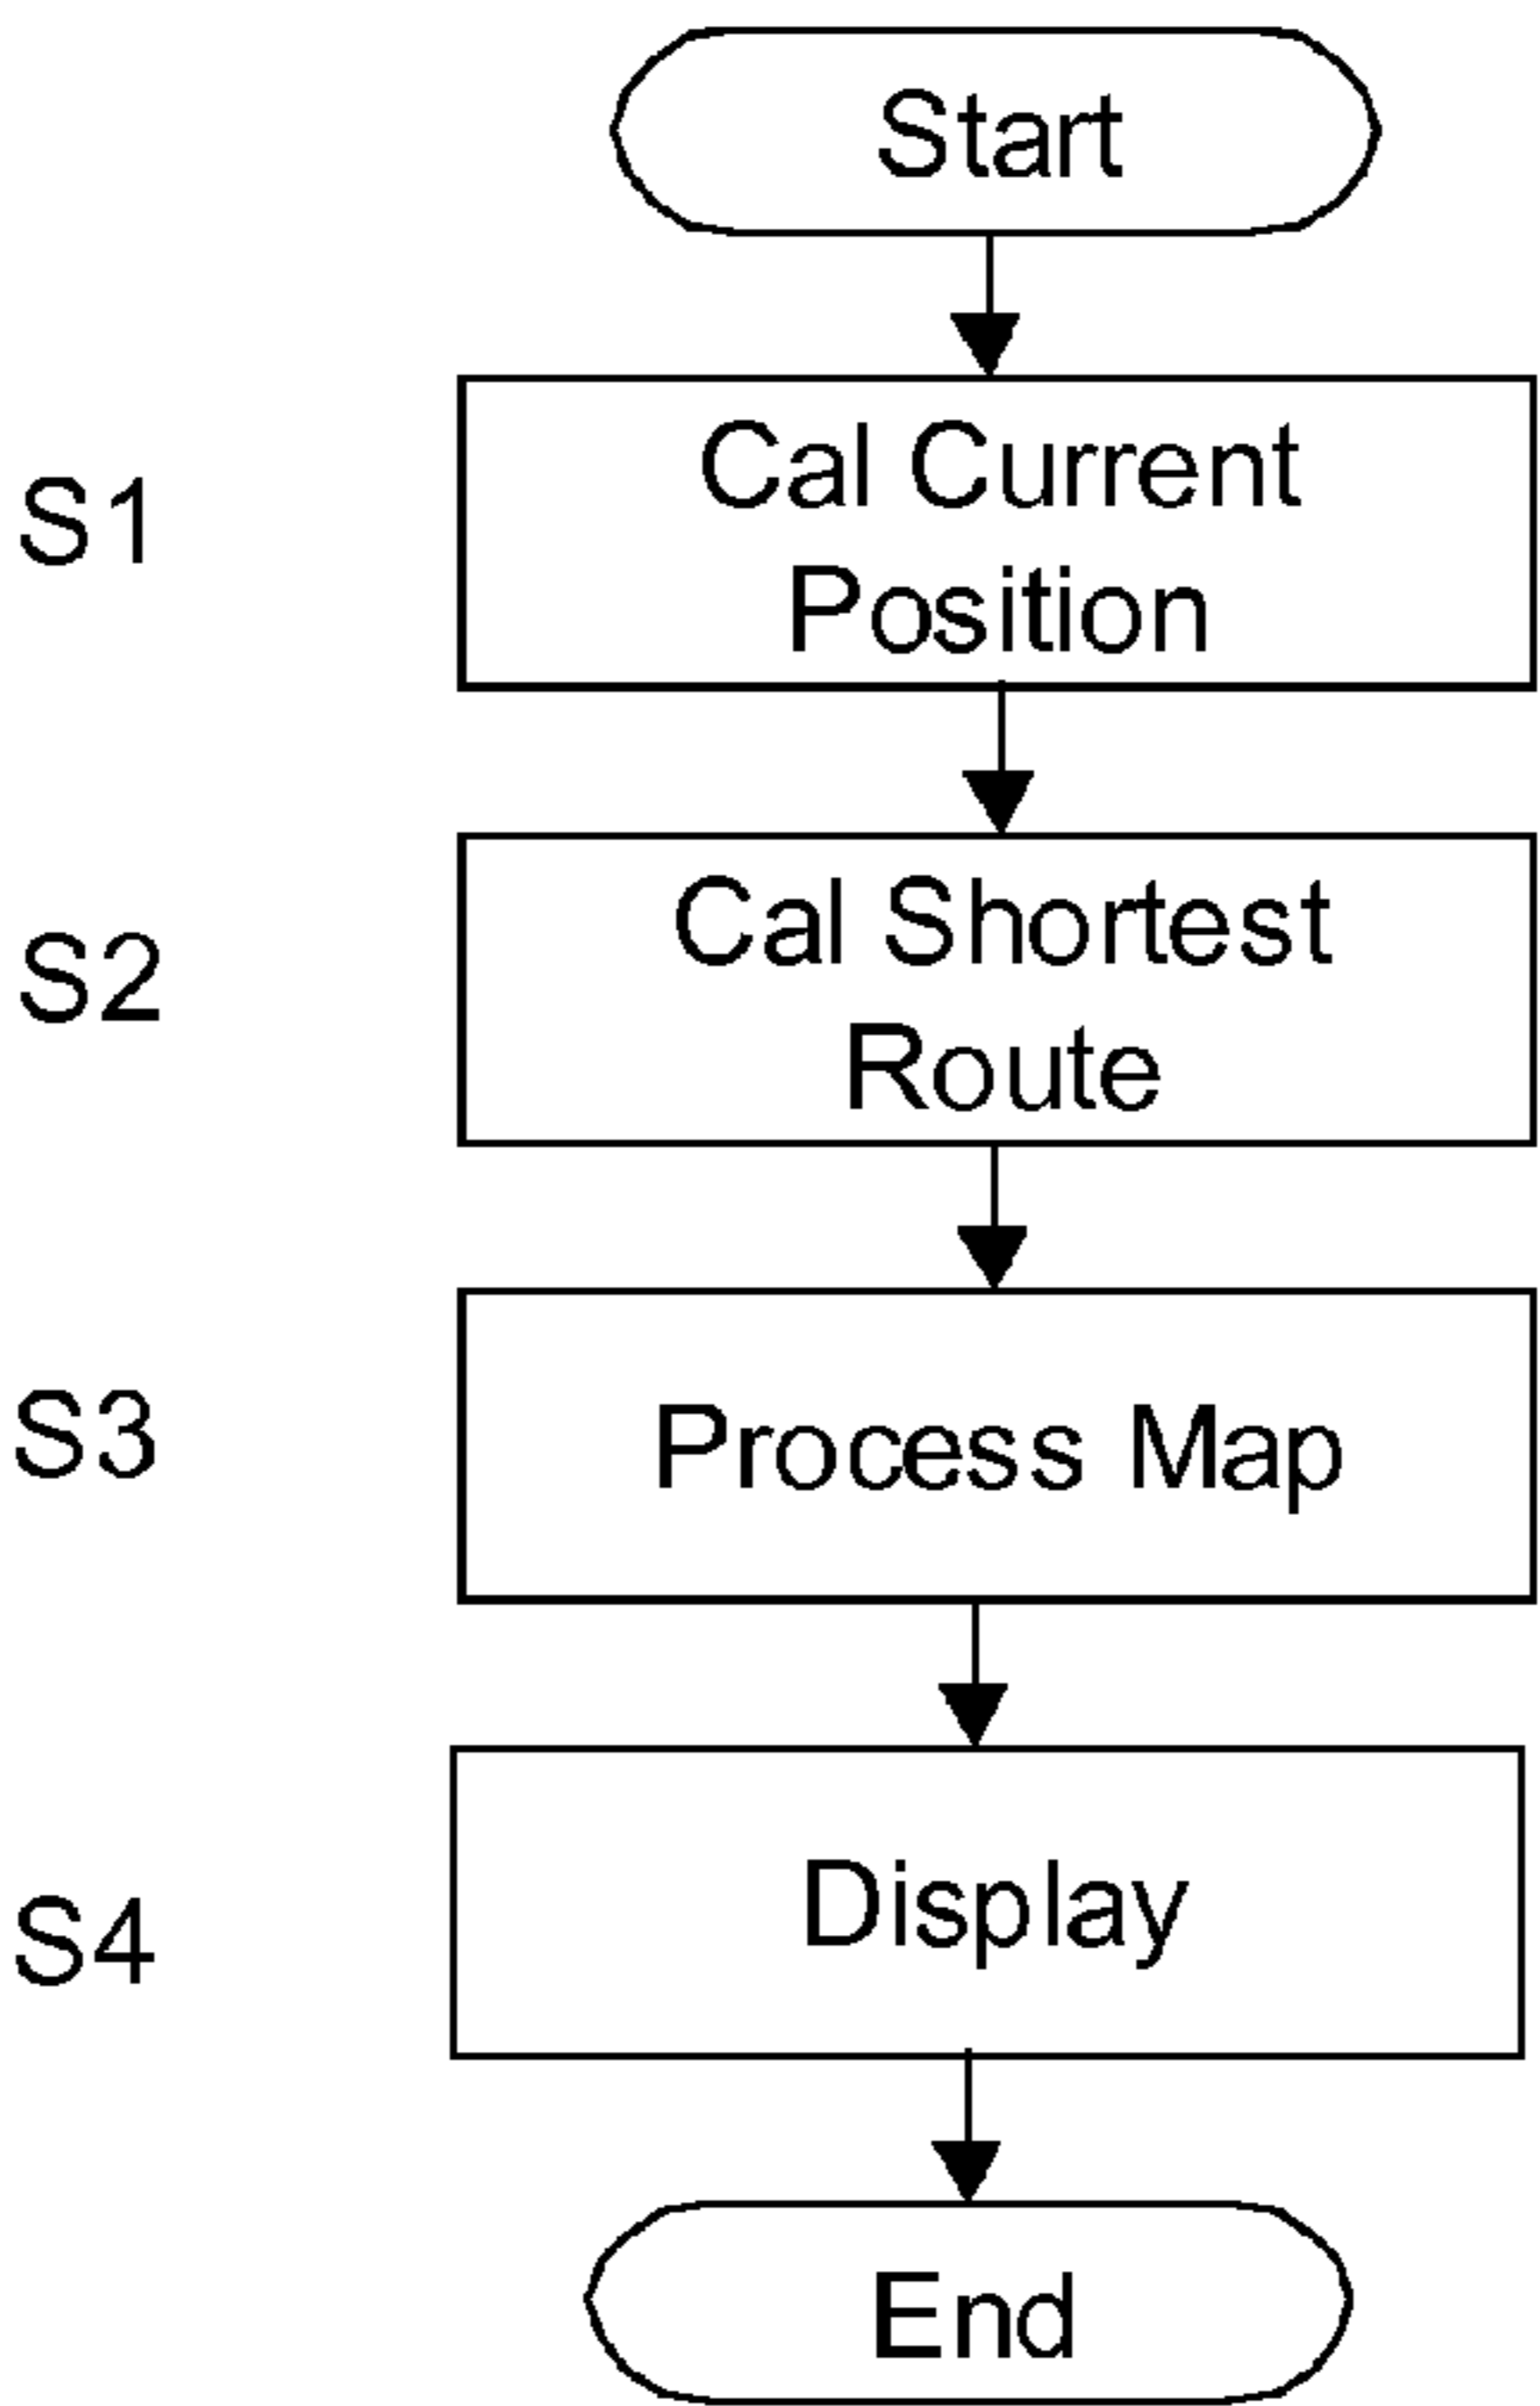 Start
S1
Cal Current
Position
S2
Cal Shortest
Route
S3
Process Map
S4
Display
End